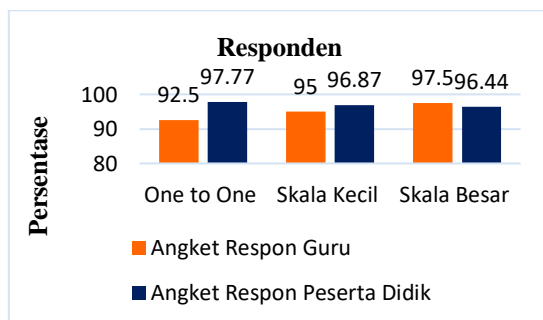 Responden
92.5 97.77 95 96.87 97.5 96.44
100
90
80
Persentase
One to One Skala Kecil Skala Besar
Angket Respon Guru
Angket Respon Peserta Didik